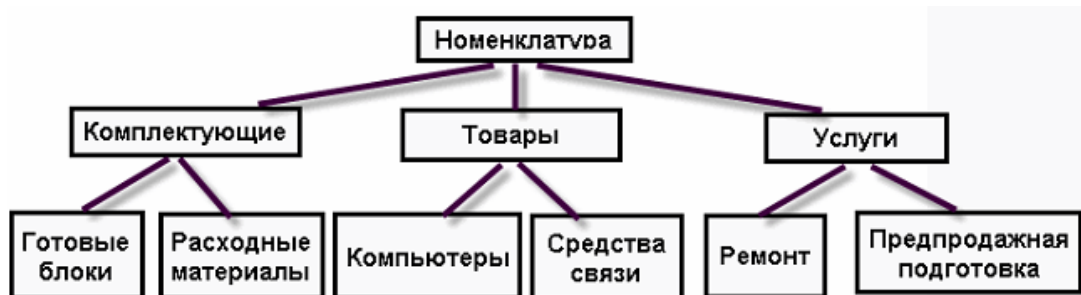 Номенклатура
Комплектующие
Товары
Услуги
Готовые
блоки
Расходные
материалы
Компьютеры
Средства
связи
Ремонт
Предпродажная
подготовка